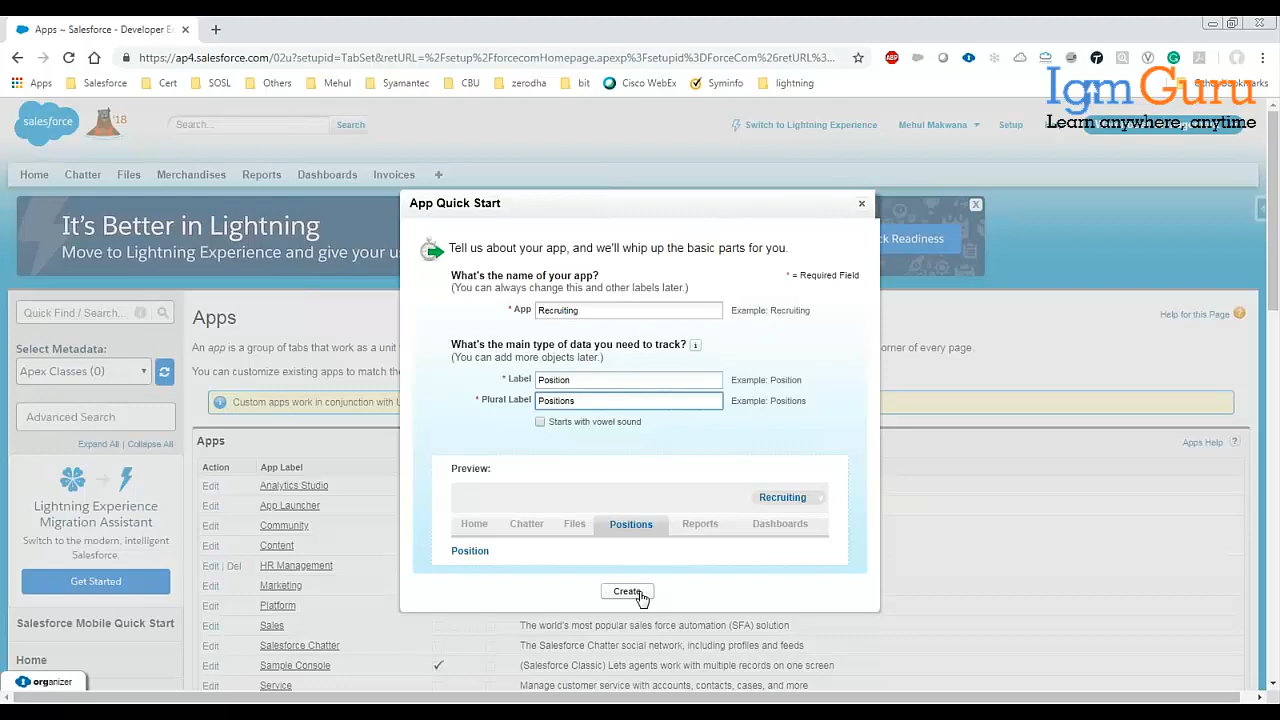 Apps ~ Salesforce - Developer E
https://ap4.salesforce.com/02u?setupid=TabSet&retURL=%2Fsetup%2FforcecomHomepage.apexp%3Fsetupid%3DForceCom%26retURL%...
Apps
Salesforce
Cert
SOSL
Others
Mehul
Syamantec
CBU
zerodha
bit
Cisco WebEx
Syminfo
lightning
Other Bookmarks
Igm Guru
Learn anywhere, anytime
salesforce
'18
Search...
Search
Switch to Lightning Experience
Mehul Makwana
Setup
Home
Chatter
Files
Merchandises
Reports
Dashboards
Invoices
+
It's Better in Lightning
Move to Lightning Experience and give your us
ck Readiness
App Quick Start
Tell us about your app, and we'll whip up the basic parts for you.
What's the name of your app?
* = Required Field
(You can always change this and other labels later.)
* App
Recruiting
Example: Recruiting
What's the main type of data you need to track?
(You can add more objects later.)
* Label
Position
Example: Position
* Plural Label
Positions
Example: Positions
Starts with vowel sound
Preview:
Recruiting
Home
Chatter
Files
Positions
Reports
Dashboards
Position
Create
Quick Find / Search...
Select Metadata:
Apex Classes (0)
Advanced Search
Expand All | Collapse All
Lightning Experience
Migration Assistant
Switch to the modern, intelligent
Salesforce.
Get Started
Salesforce Mobile Quick Start
Home
organizer
Apps
Help for this Page
An app is a group of tabs that work as a unit
corner of every page.
You can customize existing apps to match the
Custom apps work in conjunction with
Apps
Apps Help
Action
App Label
Edit
Analytics Studio
Edit
App Launcher
Edit
Community
Edit
Content
Edit | Del
HR Management
Edit
Marketing
Edit
Platform
Edit
Sales
The world's most popular sales force automation (SFA) solution
Edit
Salesforce Chatter
The Salesforce Chatter social network, including profiles and feeds
Edit
Sample Console
(Salesforce Classic) Lets agents work with multiple records on one screen
Edit
Service
Manage customer service with accounts, contacts, cases, and more